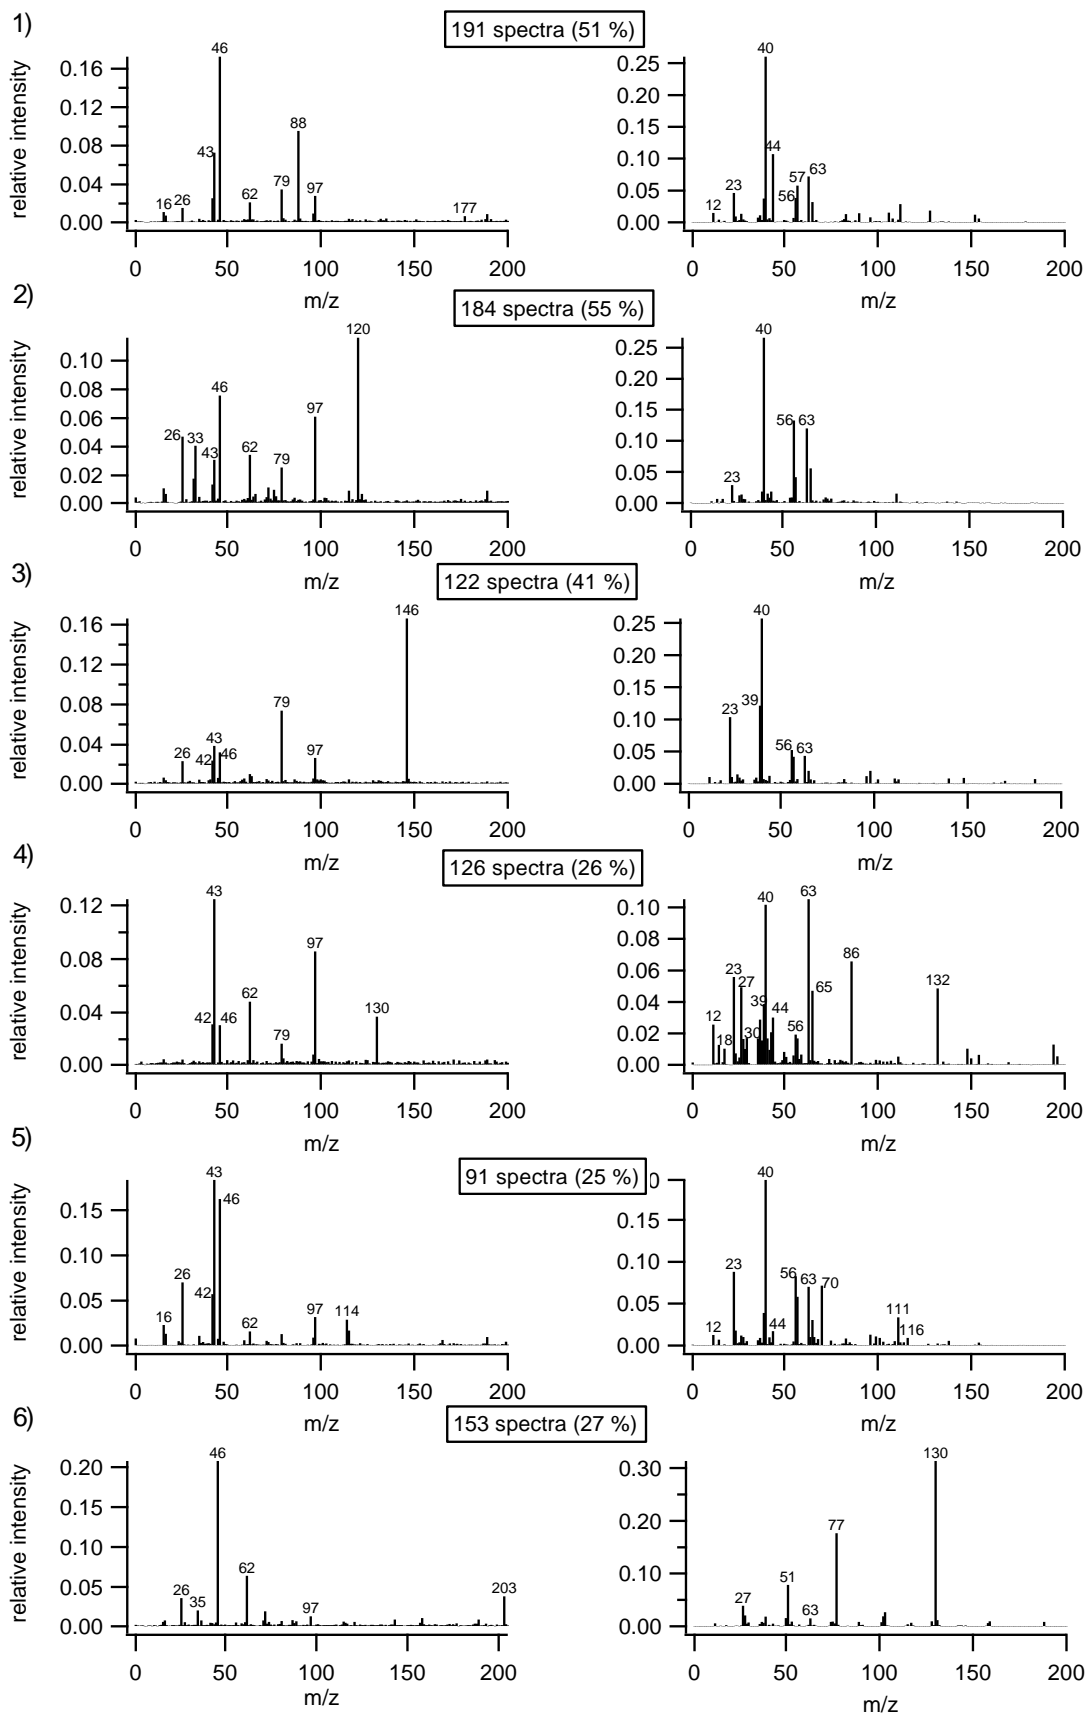 1)
191 spectra (51 %)
relative intensity
0.16
0.12
0.08
0.04
0.00
16 26 43 46 62 79 88 97 177
0 50 100 150 200
m/z
0.25
0.20
0.15
0.10
0.05
0.00
12 23 40 44 56 57 63
0 50 100 150 200
m/z
2)
184 spectra (55 %)
relative intensity
0.10
0.08
0.06
0.04
0.02
0.00
26 33 43 46 62 79 97 120
0 50 100 150 200
m/z
0.25
0.20
0.15
0.10
0.05
0.00
23 40 56 63
0 50 100 150 200
m/z
3)
122 spectra (41 %)
relative intensity
0.16
0.12
0.08
0.04
0.00
26 42 43 46 79 97 146
0 50 100 150 200
m/z
0.25
0.20
0.15
0.10
0.05
0.00
23 39 40 56 63
0 50 100 150 200
m/z
4)
126 spectra (26 %)
relative intensity
0.12
0.08
0.04
0.00
42 43 46 62 79 97 130
0 50 100 150 200
m/z
0.10
0.08
0.06
0.04
0.02
0.00
12 18 23 27 30 39 40 44 56 63 65 86 132
0 50 100 150 200
m/z
5)
91 spectra (25 %)
relative intensity
0.15
0.10
0.05
0.00
16 26 42 43 46 62 97 114
0 50 100 150 200
m/z
0
0.15
0.10
0.05
0.00
12 23 40 44 56 63 70 111 116
0 50 100 150 200
m/z
6)
153 spectra (27 %)
relative intensity
0.20
0.15
0.10
0.05
0.00
26 35 46 62 97 203
0 50 100 150 200
m/z
0.30
0.20
0.10
0.00
27 51 63 77 130
0 50 100 150 200
m/z